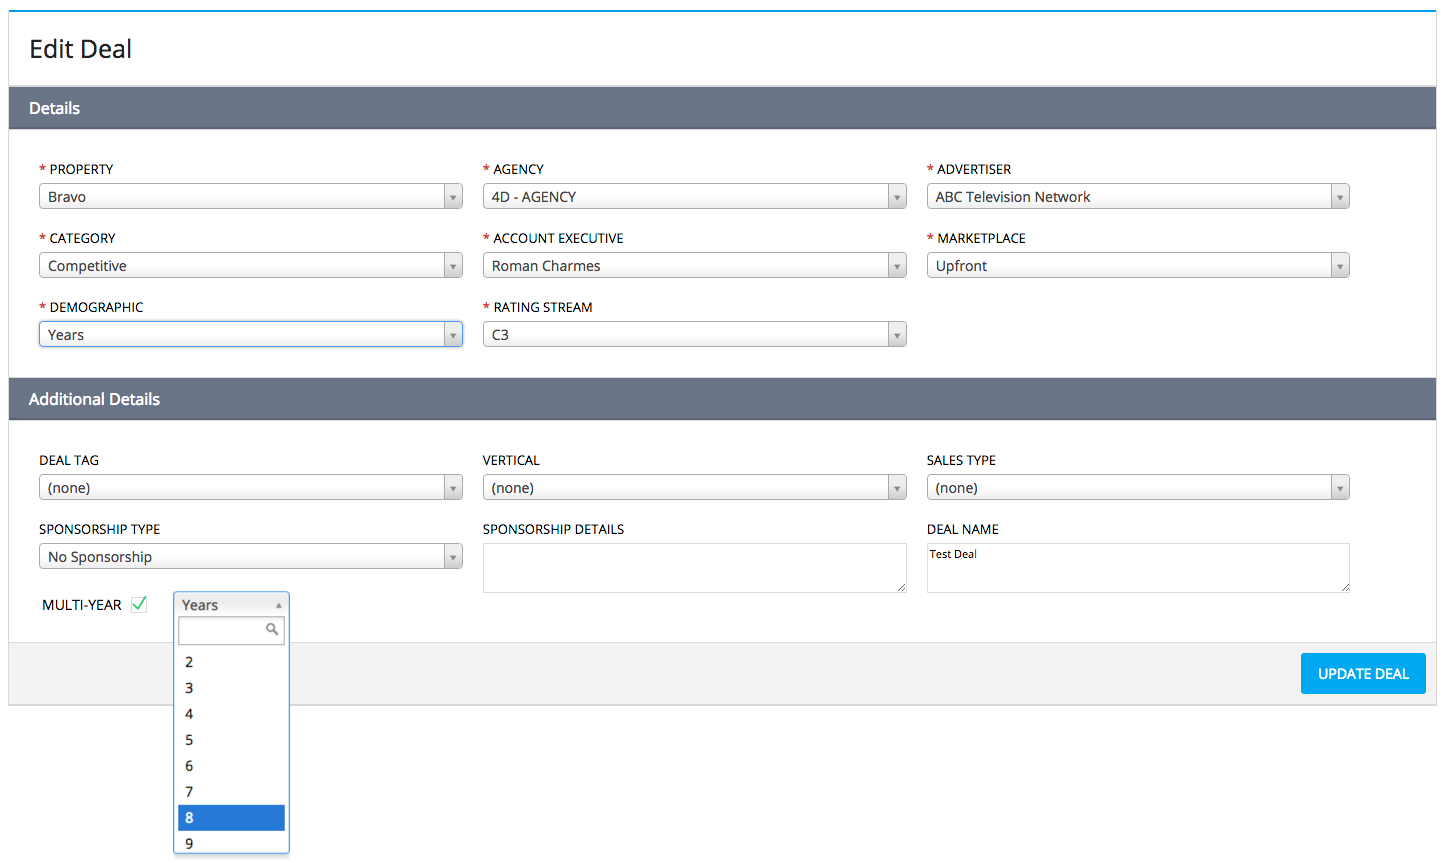 Edit Deal
Details
* PROPERTY * AGENCY * ADVERTISER
Bravo 4D - AGENCY ABC Television Network
* CATEGORY * ACCOUNT EXECUTIVE * MARKETPLACE
Competitive Roman Charmes Upfront
* DEMOGRAPHIC * RATING STREAM
Years C3
Additional Details
DEAL TAG VERTICAL SALES TYPE
(none) (none) (none)
SPONSORSHIP TYPE SPONSORSHIP DETAILS DEAL NAME
No Sponsorship Test Deal
MULTI-YEAR Years
2
3
4
5
6
7
8
9
UPDATE DEAL